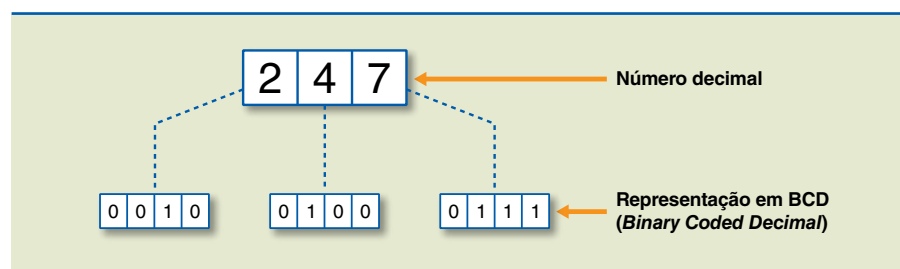 2 4 7
Número decimal
0 0 1 0 0 1 0 0 0 1 1 1
Representação em BCD
(Binary Coded Decimal)